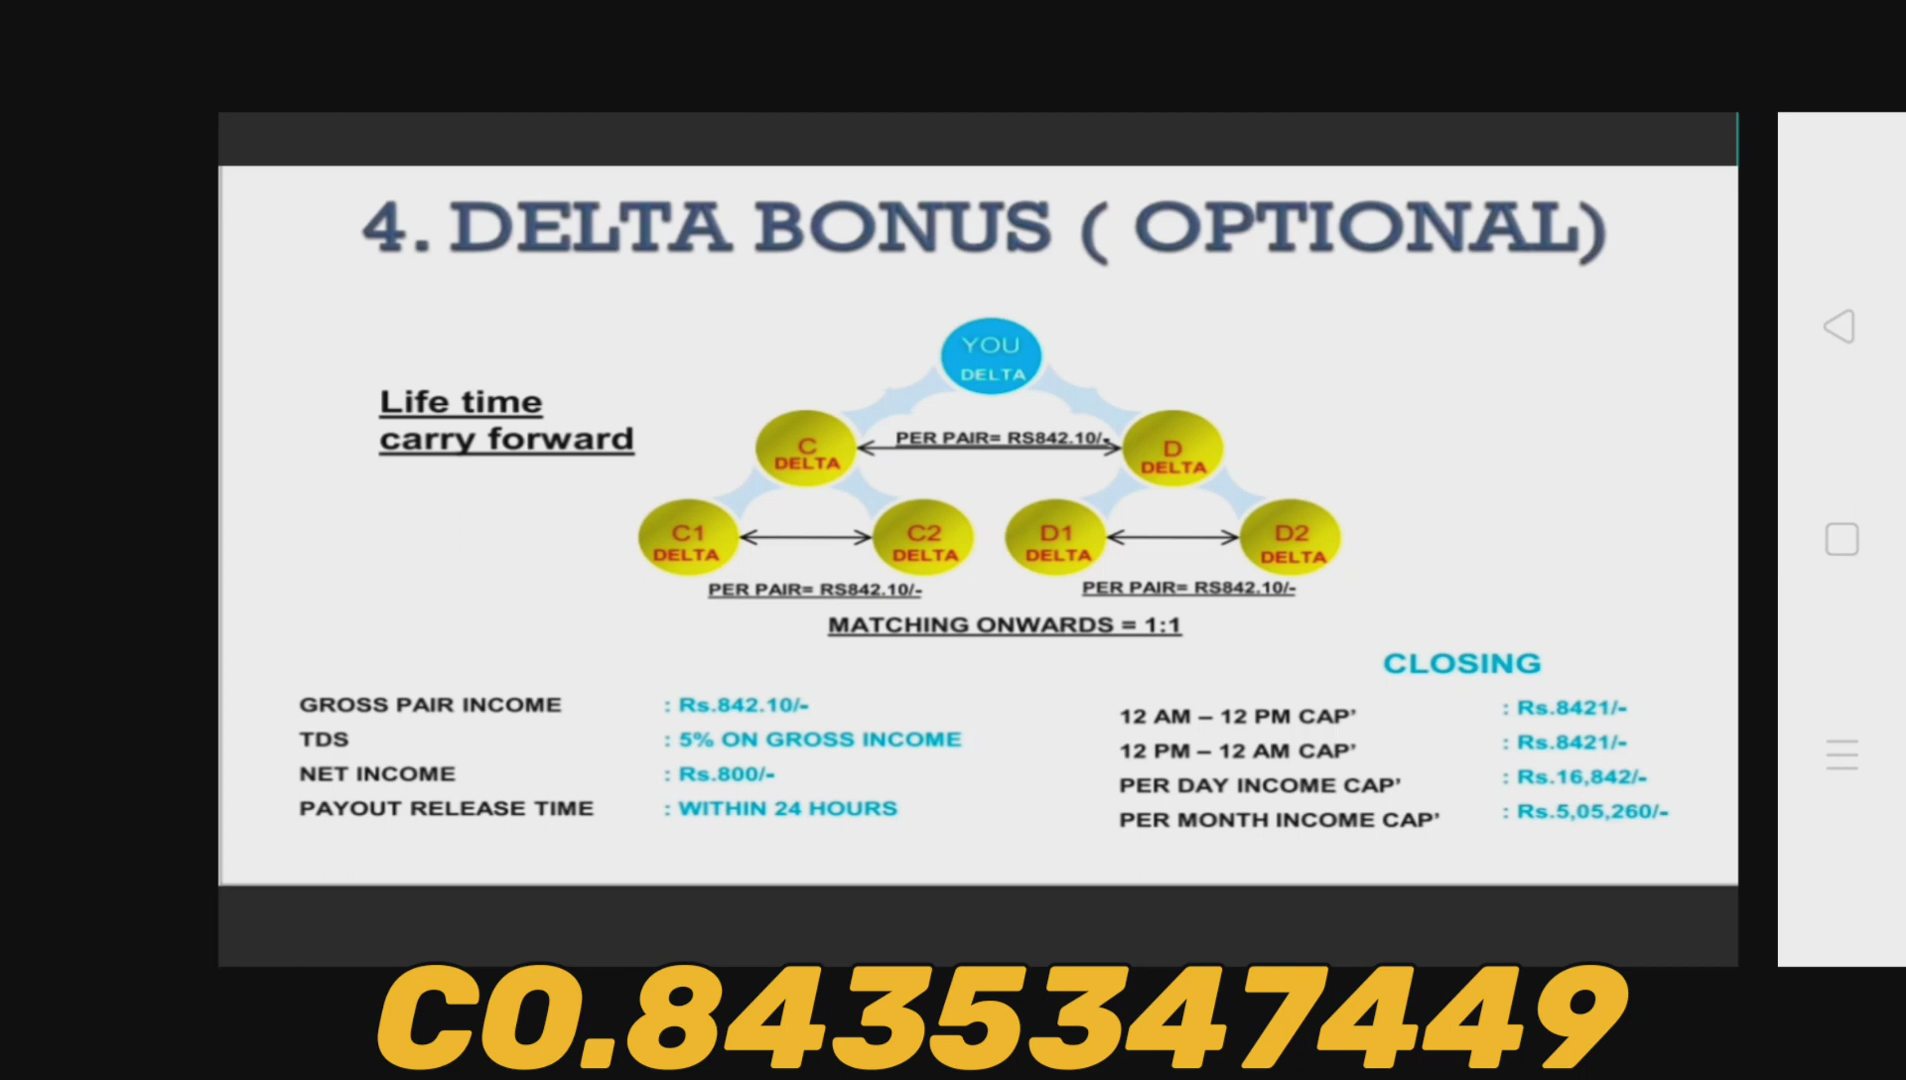 4. DELTA BONUS ( OPTIONAL)
YOU
DELTA
Life time
carry forward
C
DELTA
PER PAIR= RS842.10/-
D
DELTA
C1
DELTA
C2
DELTA
D1
DELTA
D2
DELTA
PER PAIR= RS842.10/-
PER PAIR= RS842.10/-
MATCHING ONWARDS = 1:1
GROSS PAIR INCOME : Rs.842.10/-
TDS : 5% ON GROSS INCOME
NET INCOME : Rs.800/-
PAYOUT RELEASE TIME : WITHIN 24 HOURS
CLOSING
12 AM – 12 PM CAP' : Rs.8421/-
12 PM – 12 AM CAP' : Rs.8421/-
PER DAY INCOME CAP' : Rs.16,842/-
PER MONTH INCOME CAP' : Rs.5,05,260/-
CO.8435347449